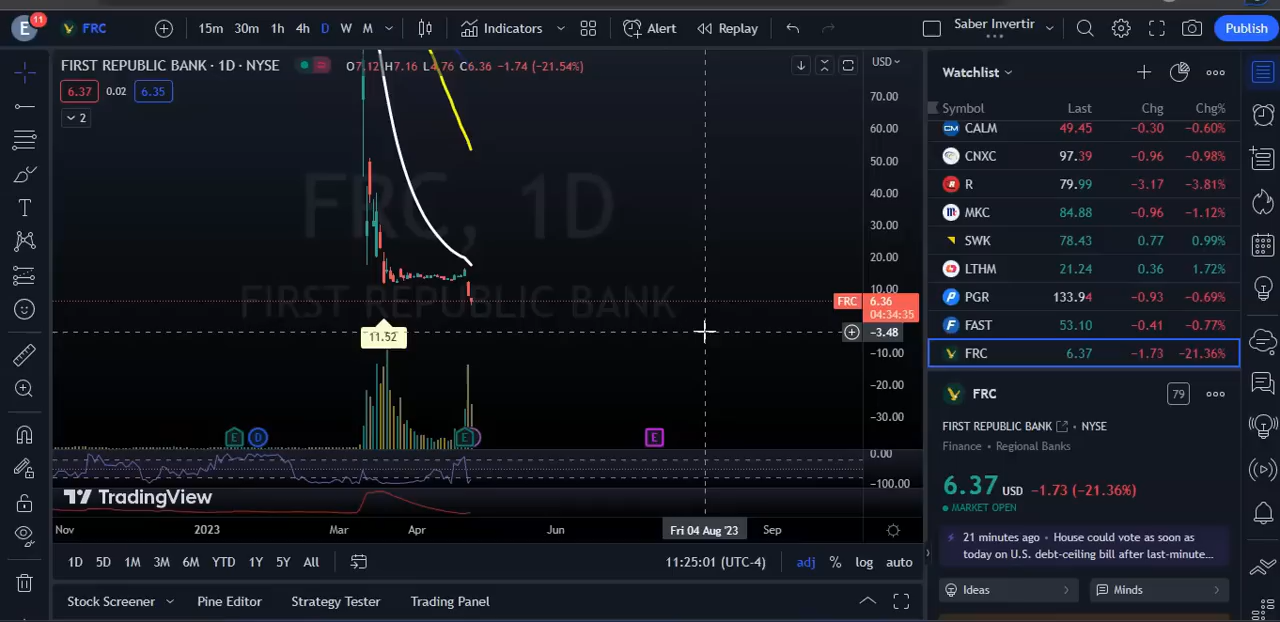 E 11 FRC 15m 30m 1h 4h D W M Indicators Alert Replay Saber Invertir Publish
FIRST REPUBLIC BANK · 1D · NYSE O7.12 H7.16 L4.76 C6.36 −1.74 (−21.54%)
USD
6.37 0.02 6.35
2
FRC, 1D
FIRST REPUBLIC BANK
70.00
60.00
50.00
40.00
30.00
20.00
10.00
FRC 6.36
04:34:35
−3.48
−10.00
−20.00
−30.00
0.00
−100.00
11.52
E D E E
TradingView
Nov 2023 Mar Apr Jun Fri 04 Aug '23 Sep
1D 5D 1M 3M 6M YTD 1Y 5Y All 11:25:01 (UTC-4) adj % log auto
Stock Screener Pine Editor Strategy Tester Trading Panel
Watchlist
Symbol Last Chg Chg%
CALM 49.45 −0.30 −0.60%
CNXC 97.39 −0.96 −0.98%
R 79.99 −3.17 −3.81%
MKC 84.88 −0.96 −1.12%
SWK 78.43 0.77 0.99%
LTHM 21.24 0.36 1.72%
PGR 133.94 −0.93 −0.69%
FAST 53.10 −0.41 −0.77%
FRC 6.37 −1.73 −21.36%
FRC 79
FIRST REPUBLIC BANK · NYSE
Finance · Regional Banks
6.37 USD −1.73 (−21.36%)
MARKET OPEN
21 minutes ago · House could vote as soon as
today on U.S. debt-ceiling bill after last-minute...
Ideas Minds